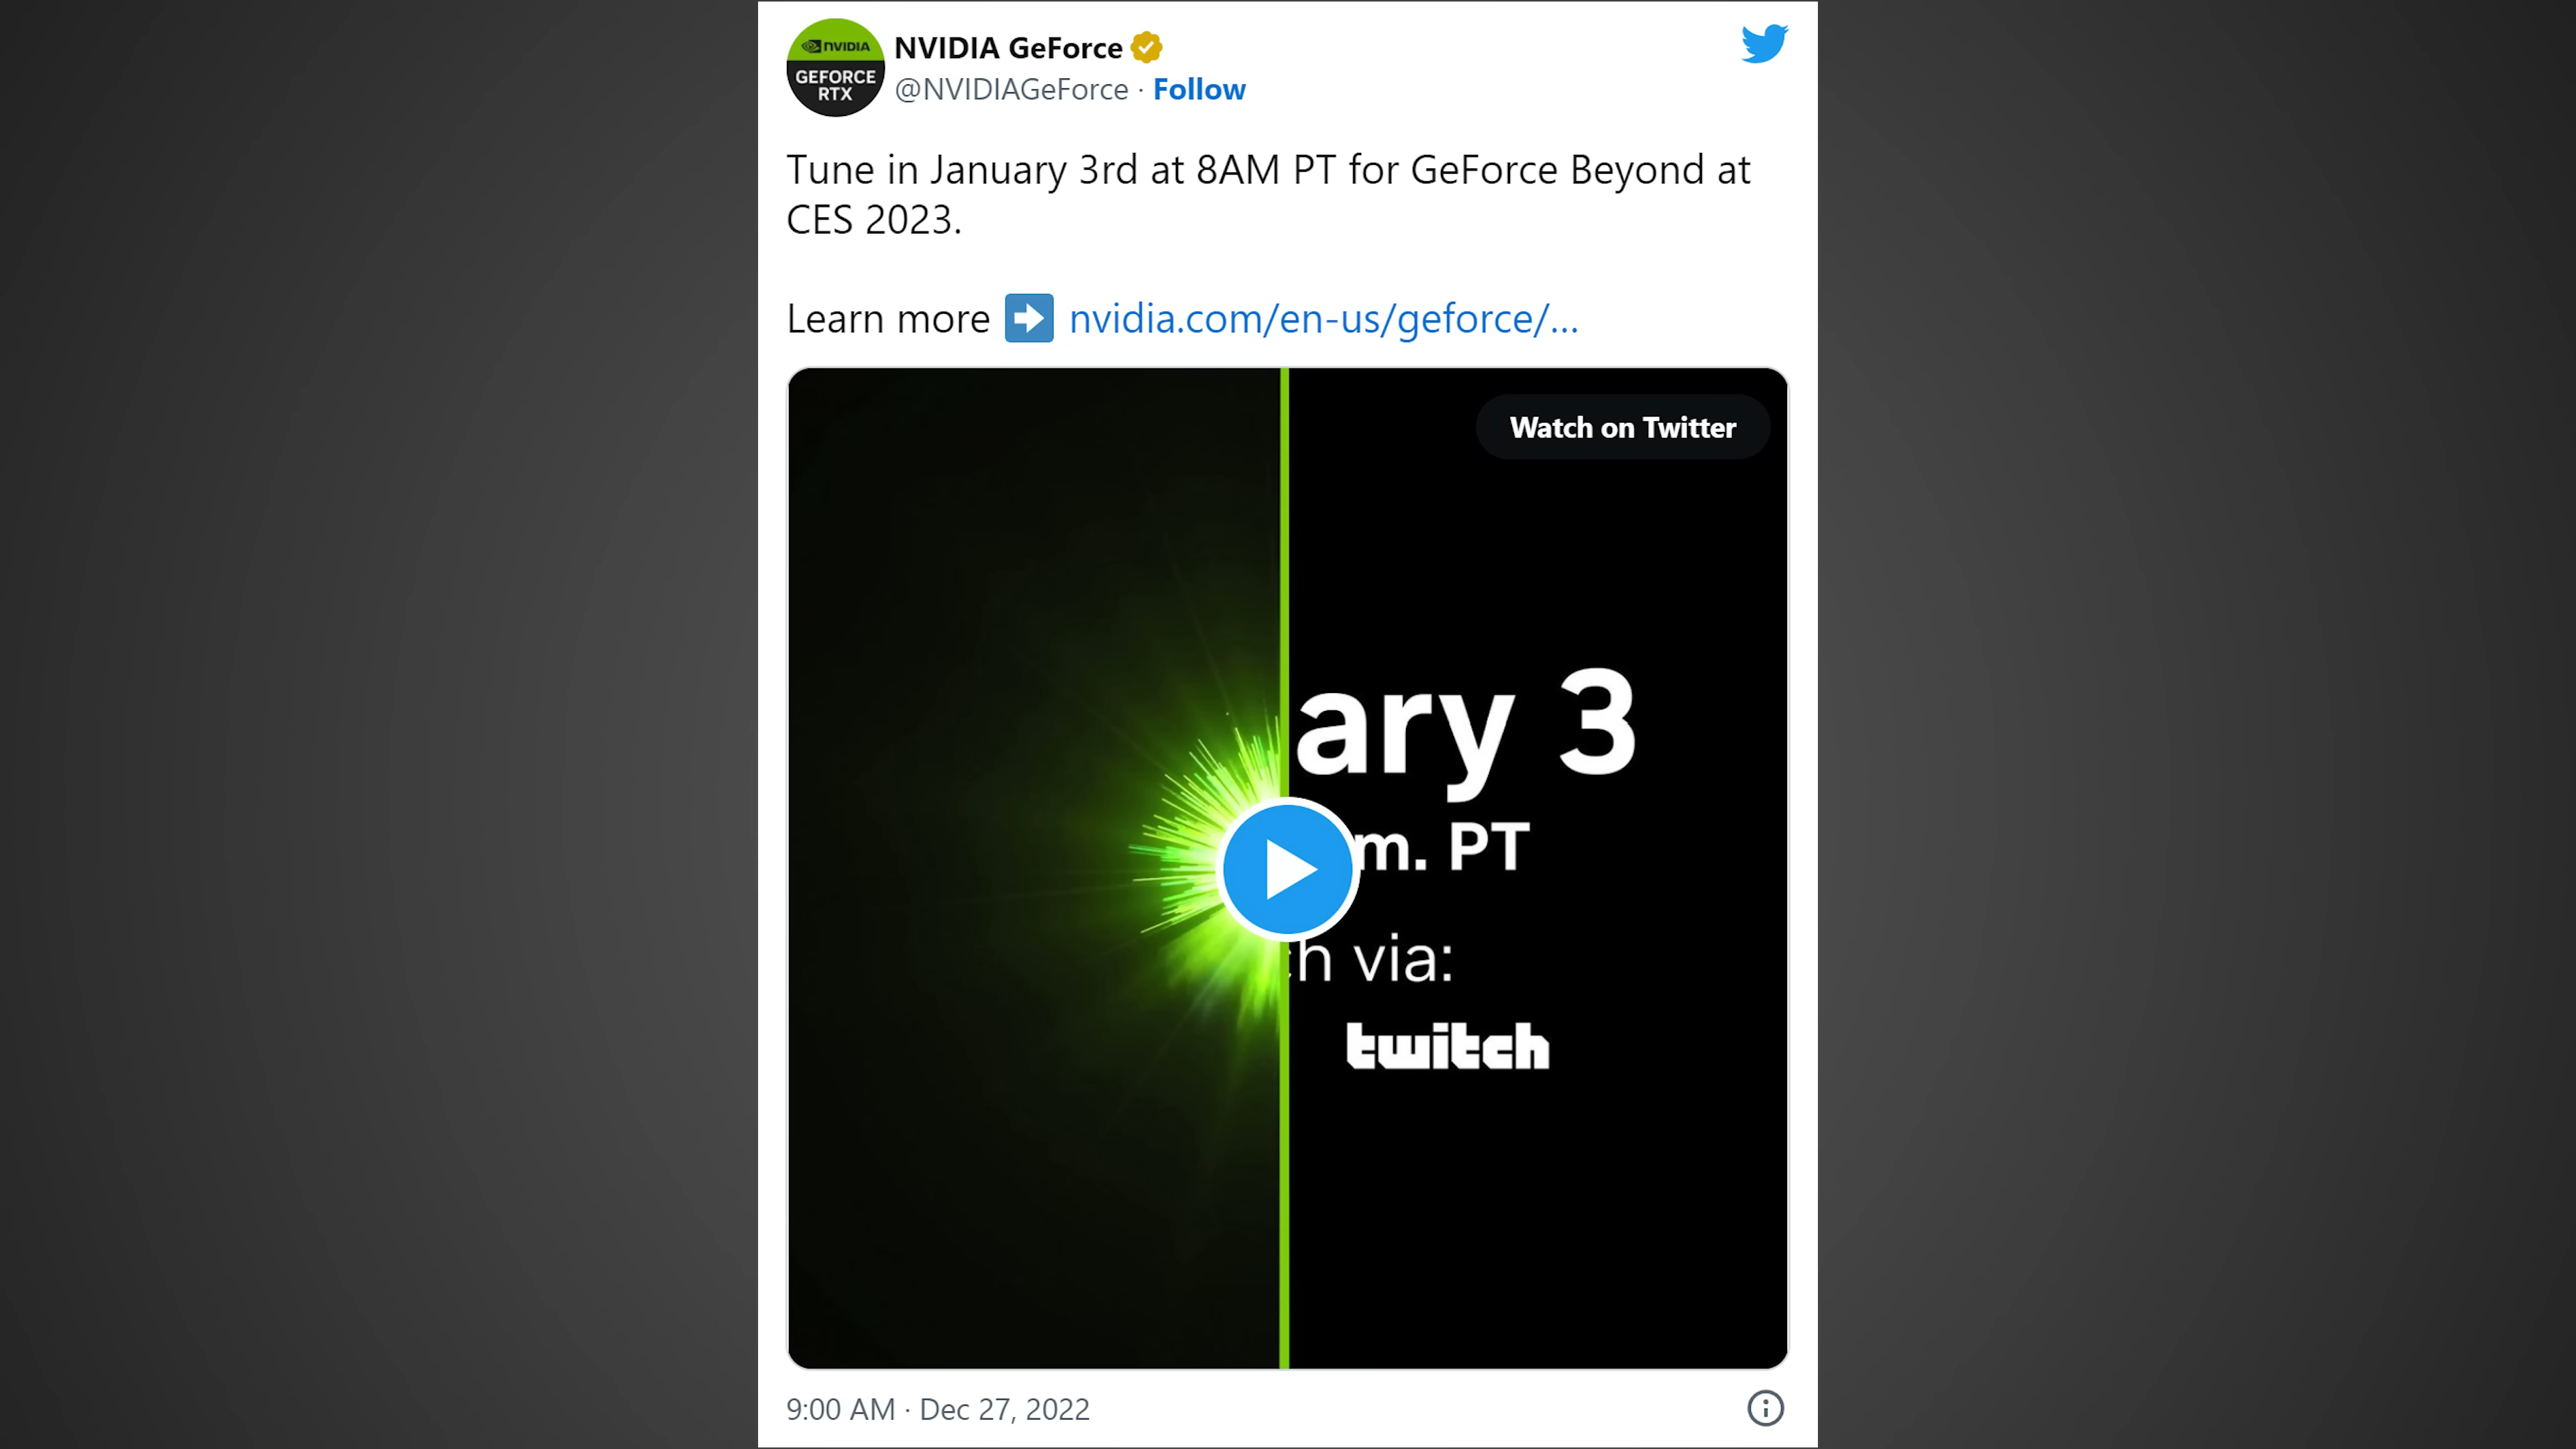 NVIDIA
GEFORCE
RTX
NVIDIA GeForce
@NVIDIAGeForce · Follow
Tune in January 3rd at 8AM PT for GeForce Beyond at
CES 2023.
Learn more ➡️ nvidia.com/en-us/geforce/...
Watch on Twitter
ary 3
m. PT
h via:
twitch
9:00 AM · Dec 27, 2022